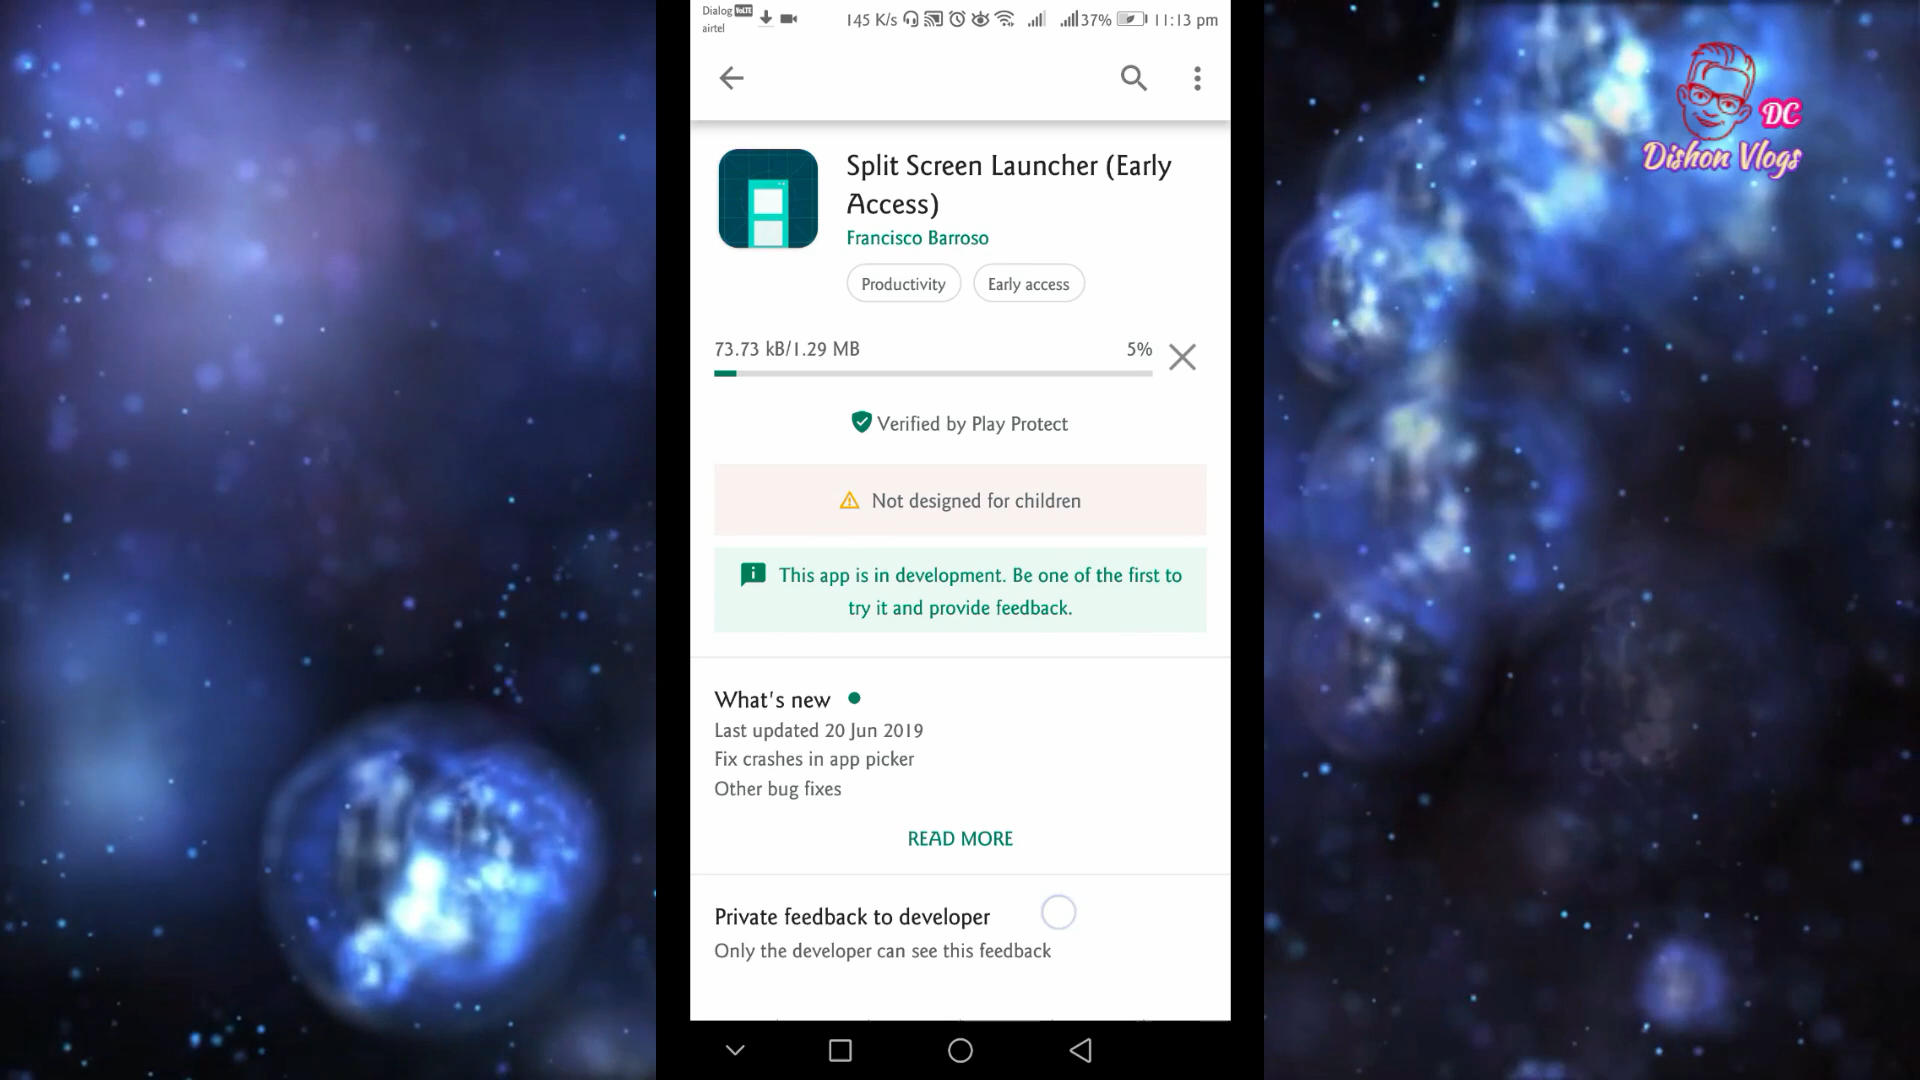 Dialog VoLTE
airtel
145 K/s 37% 11:13 pm
DC
Dishon Vlogs
Split Screen Launcher (Early
Access)
Francisco Barroso
Productivity Early access
73.73 kB/1.29 MB 5%
Verified by Play Protect
Not designed for children
This app is in development. Be one of the first to
try it and provide feedback.
What's new
Last updated 20 Jun 2019
Fix crashes in app picker
Other bug fixes
READ MORE
Private feedback to developer
Only the developer can see this feedback